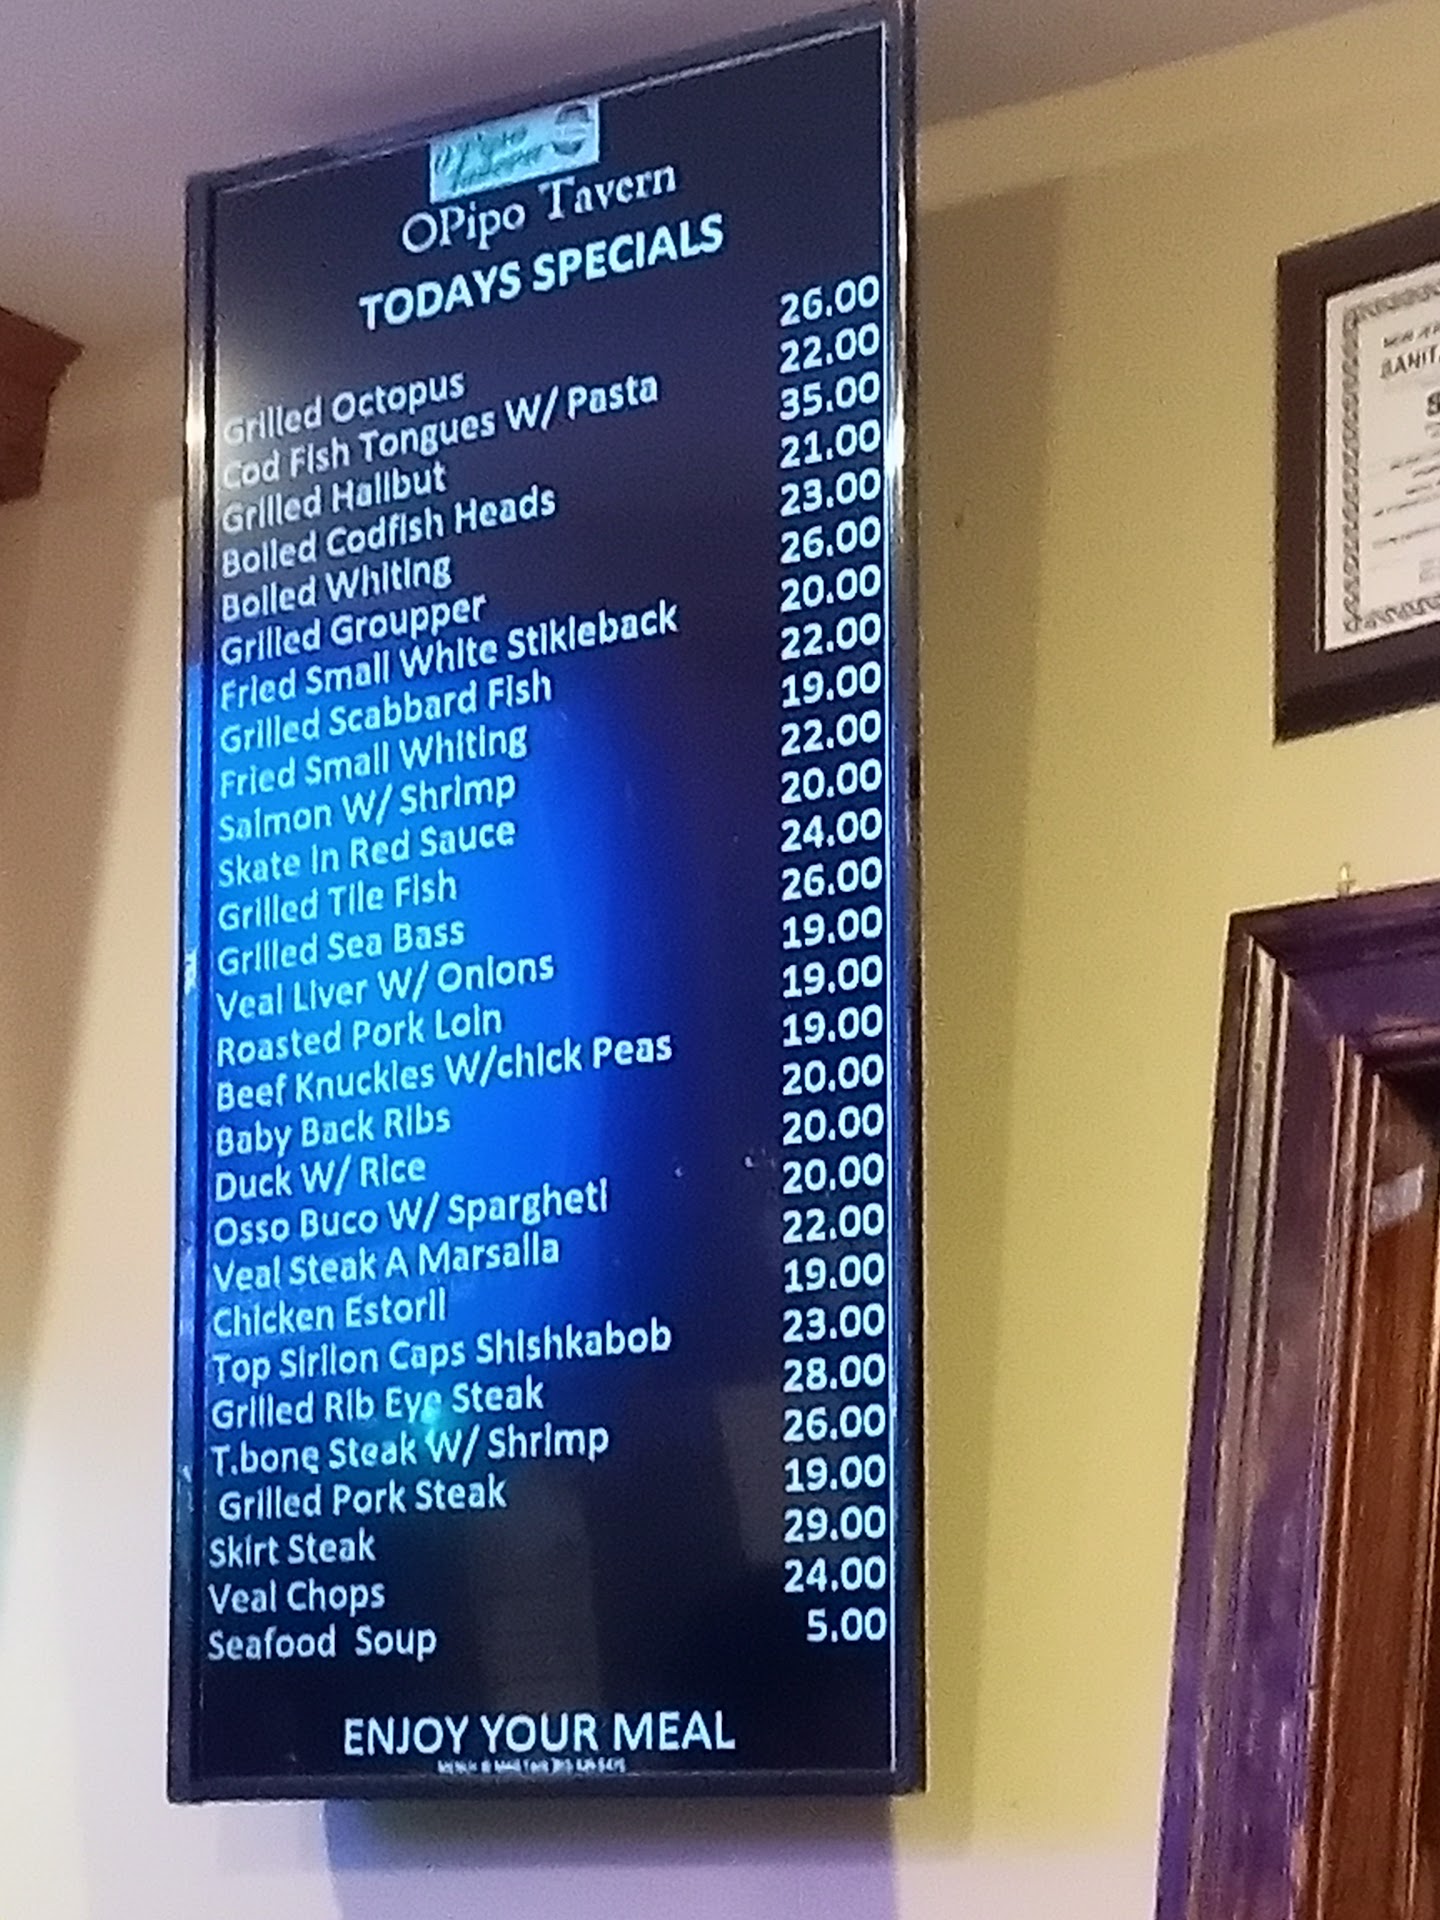 OPipo Tavern
TODAYS SPECIALS
Grilled Octopus 26.00
Cod Fish Tongues W/ Pasta 22.00
Grilled Halibut 35.00
Boiled Codfish Heads 21.00
Boiled Whiting 23.00
Grilled Groupper 26.00
Fried Small White Stikleback 20.00
Grilled Scabbard Fish 22.00
Fried Small Whiting 19.00
Salmon W/ Shrimp 22.00
Skate In Red Sauce 20.00
Grilled Tile Fish 24.00
Grilled Sea Bass 26.00
Veal Liver W/ Onions 19.00
Roasted Pork Loin 19.00
Beef Knuckles W/chick Peas 19.00
Baby Back Ribs 20.00
Duck W/ Rice 20.00
Osso Buco W/ Spargheti 20.00
Veal Steak A Marsalla 22.00
Chicken Estoril 19.00
Top Sirlion Caps Shishkabob 23.00
Grilled Rib Eye Steak 28.00
T.bone Steak W/ Shrimp 26.00
Grilled Pork Steak 19.00
Skirt Steak 29.00
Veal Chops 24.00
Seafood Soup 5.00
ENJOY YOUR MEAL